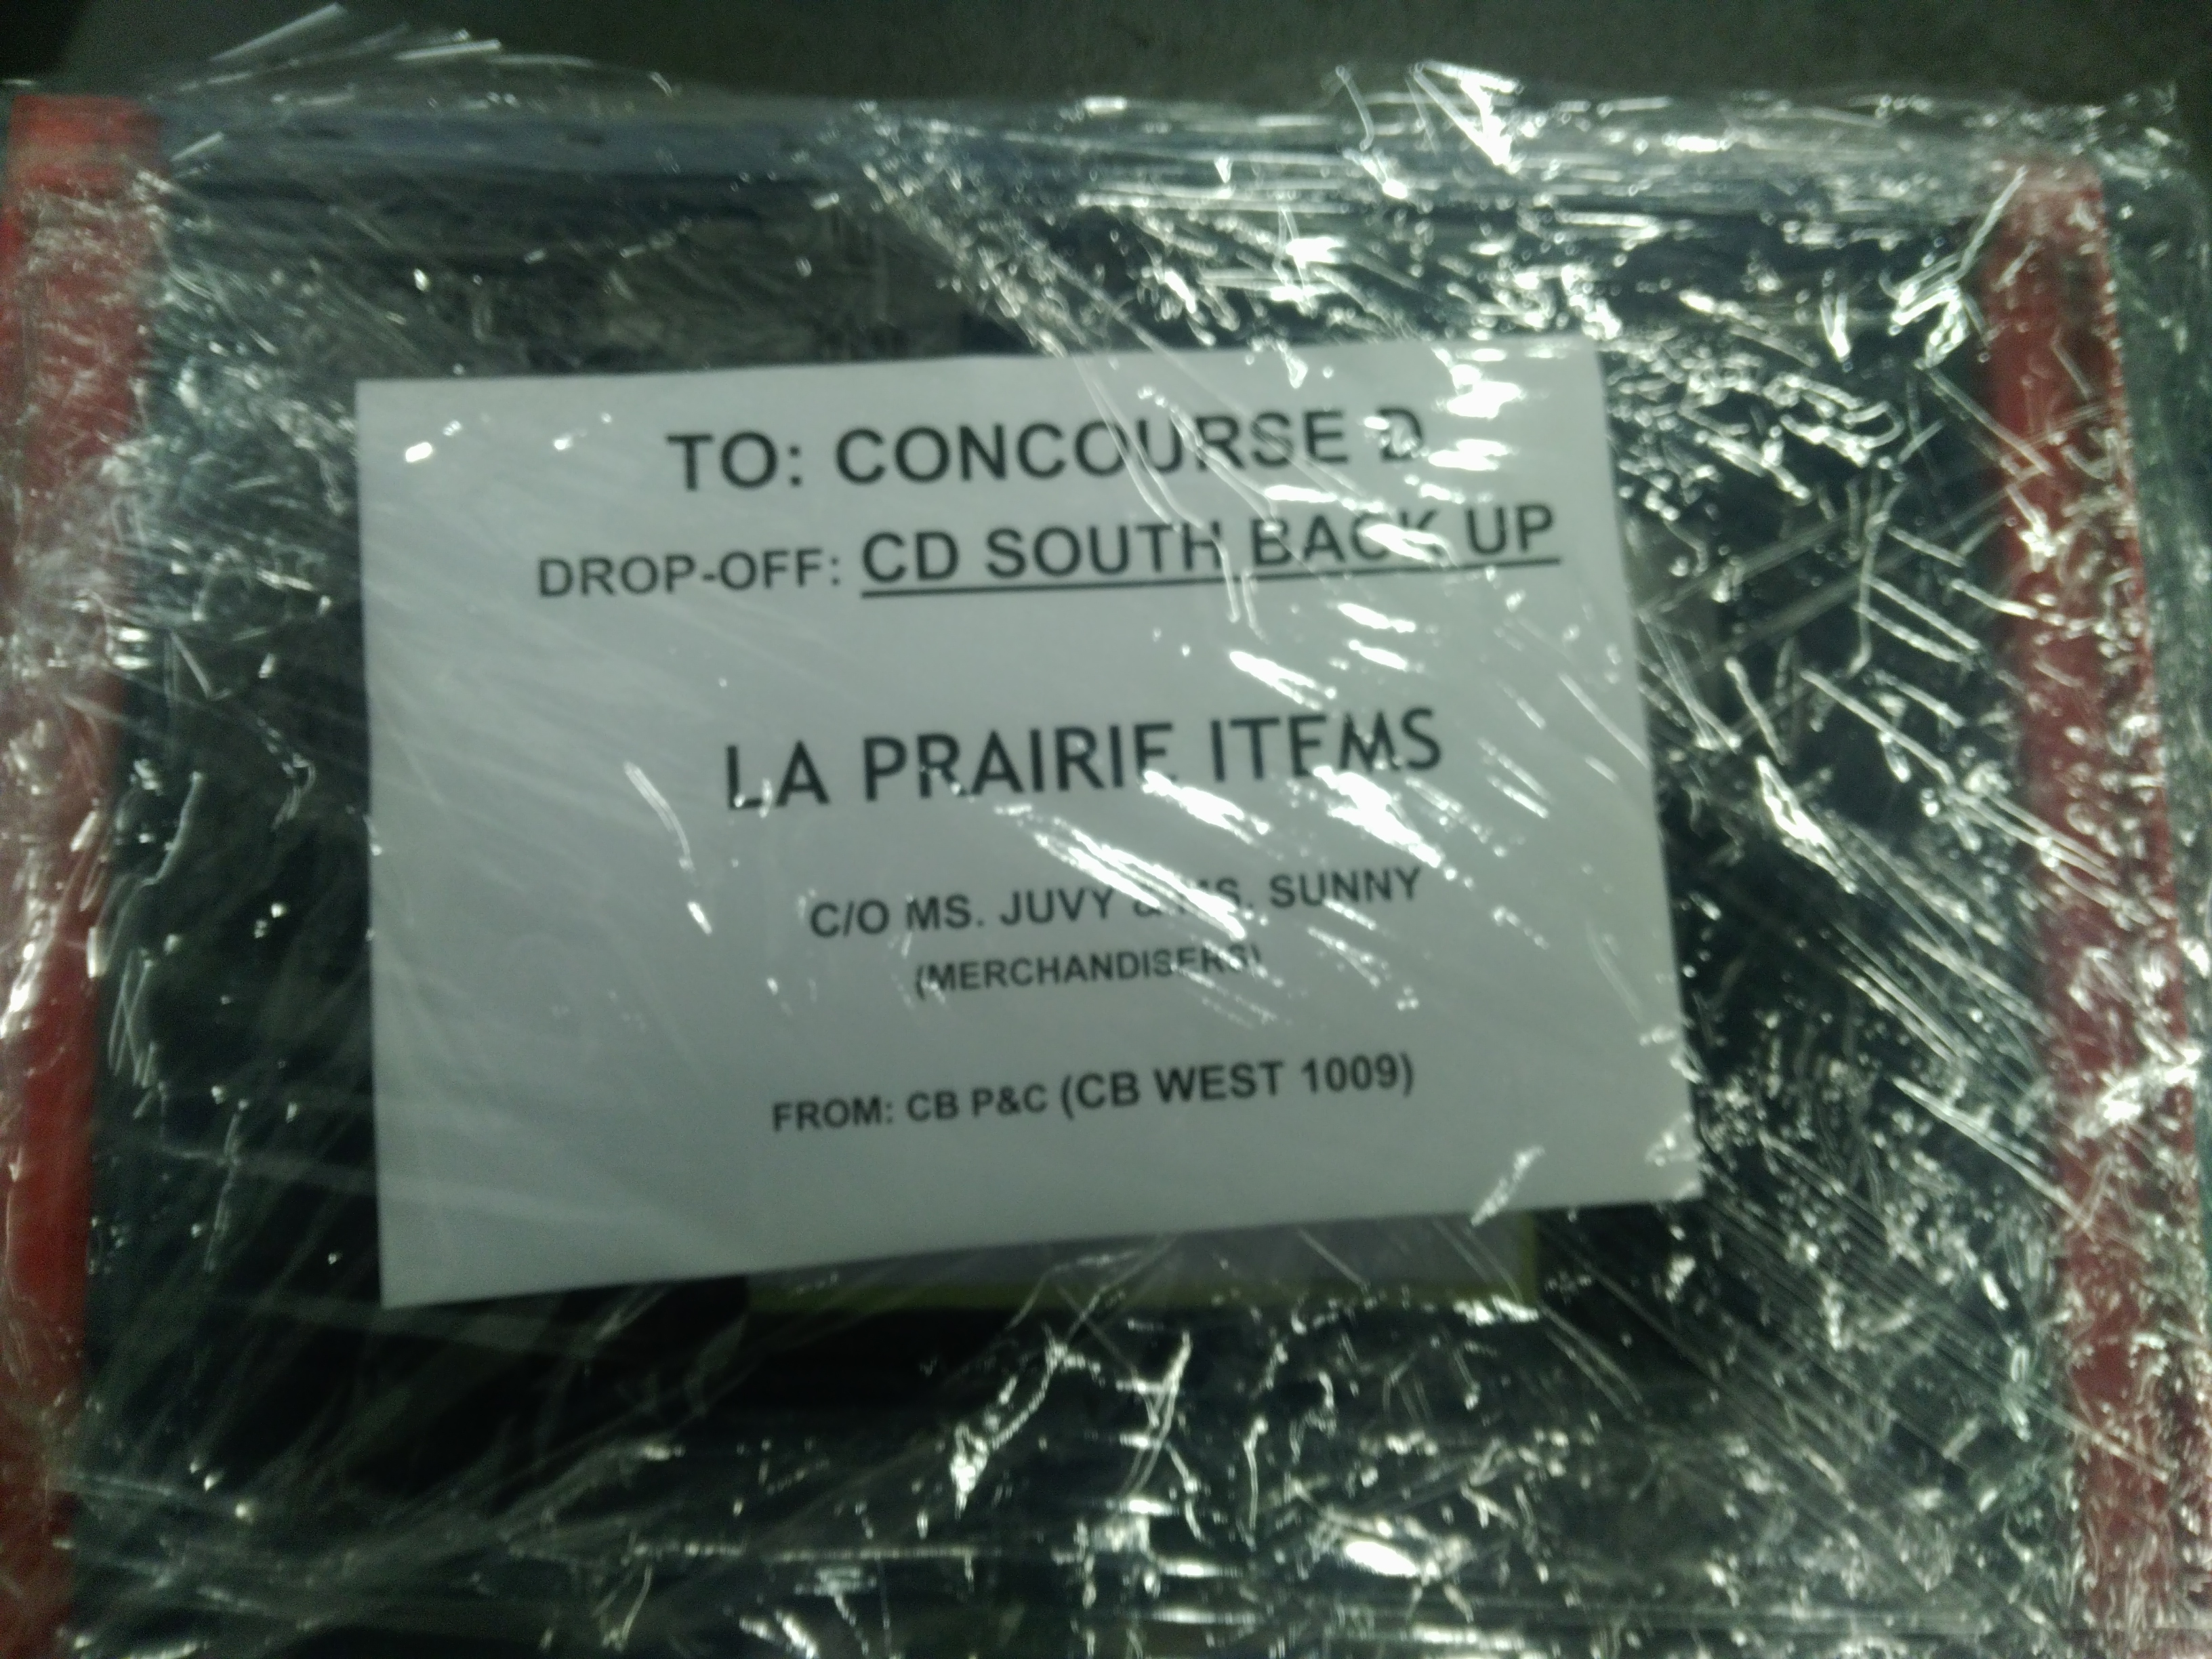 TO: CONCOURSE D
DROP-OFF: CD SOUTH BACK UP
LA PRAIRIE ITEMS
C/O MS. JUVY & MS. SUNNY
(MERCHANDISERS)
FROM: CB P&C (CB WEST 1009)